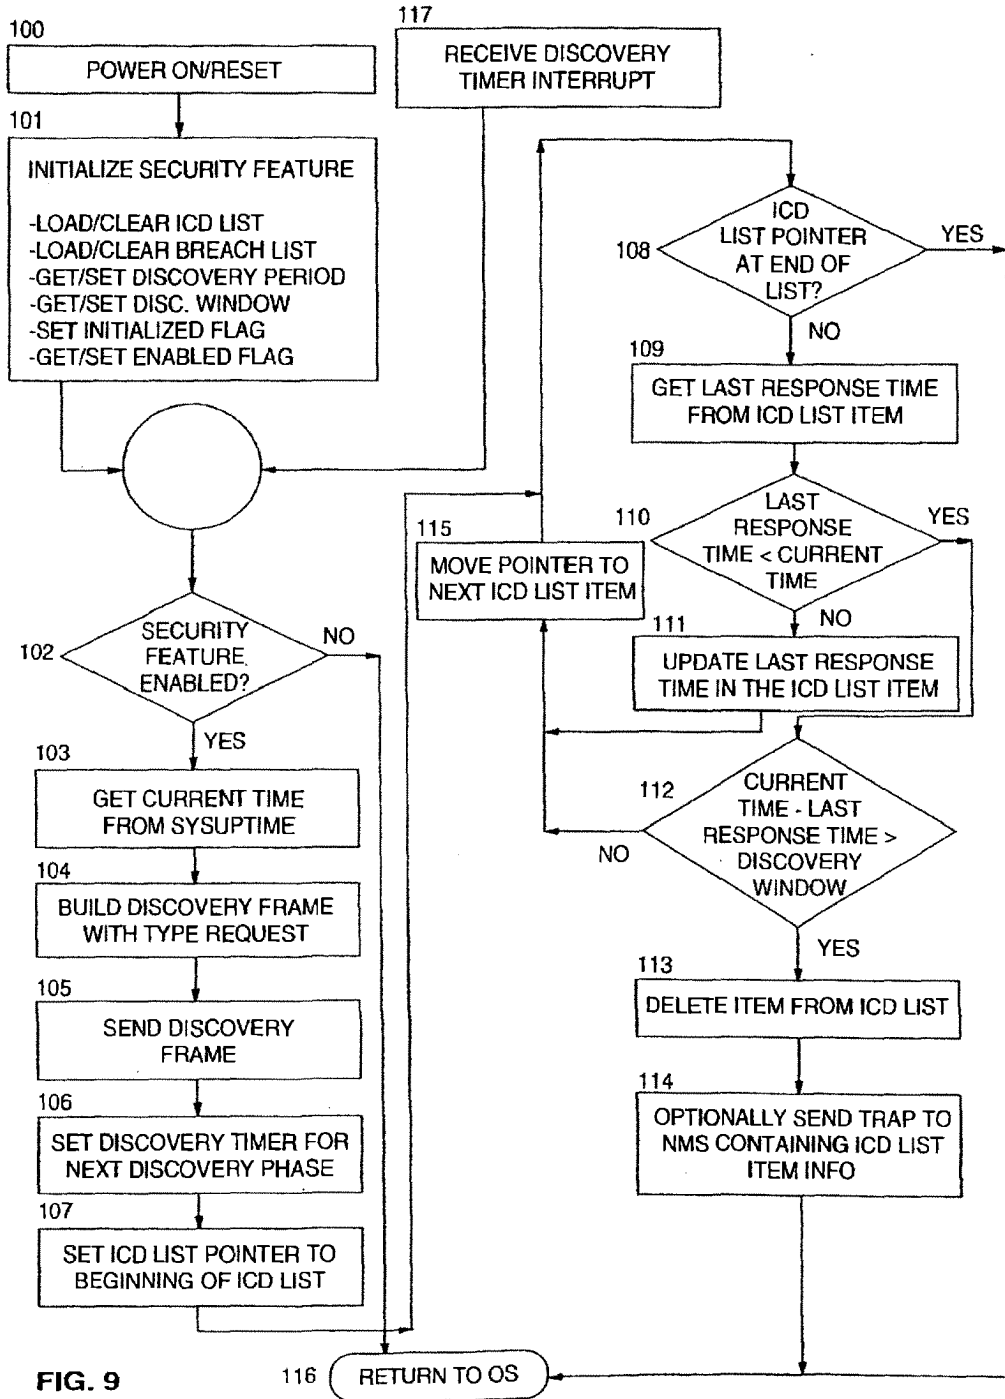 100
POWER ON/RESET
101
INITIALIZE SECURITY FEATURE
-LOAD/CLEAR ICD LIST
-LOAD/CLEAR BREACH LIST
-GET/SET DISCOVERY PERIOD
-GET/SET DISC. WINDOW
-SET INITIALIZED FLAG
-GET/SET ENABLED FLAG
117
RECEIVE DISCOVERY
TIMER INTERRUPT
102
SECURITY
FEATURE
ENABLED?
NO
YES
103
GET CURRENT TIME
FROM SYSUPTIME
104
BUILD DISCOVERY FRAME
WITH TYPE REQUEST
105
SEND DISCOVERY
FRAME
106
SET DISCOVERY TIMER FOR
NEXT DISCOVERY PHASE
107
SET ICD LIST POINTER TO
BEGINNING OF ICD LIST
108
ICD
LIST POINTER
AT END OF
LIST?
YES
NO
109
GET LAST RESPONSE TIME
FROM ICD LIST ITEM
110
LAST
RESPONSE
TIME < CURRENT
TIME
YES
NO
111
UPDATE LAST RESPONSE
TIME IN THE ICD LIST ITEM
115
MOVE POINTER TO
NEXT ICD LIST ITEM
112
CURRENT
TIME - LAST
RESPONSE TIME >
DISCOVERY
WINDOW
NO
YES
113
DELETE ITEM FROM ICD LIST
114
OPTIONALLY SEND TRAP TO
NMS CONTAINING ICD LIST
ITEM INFO
116
RETURN TO OS
FIG. 9